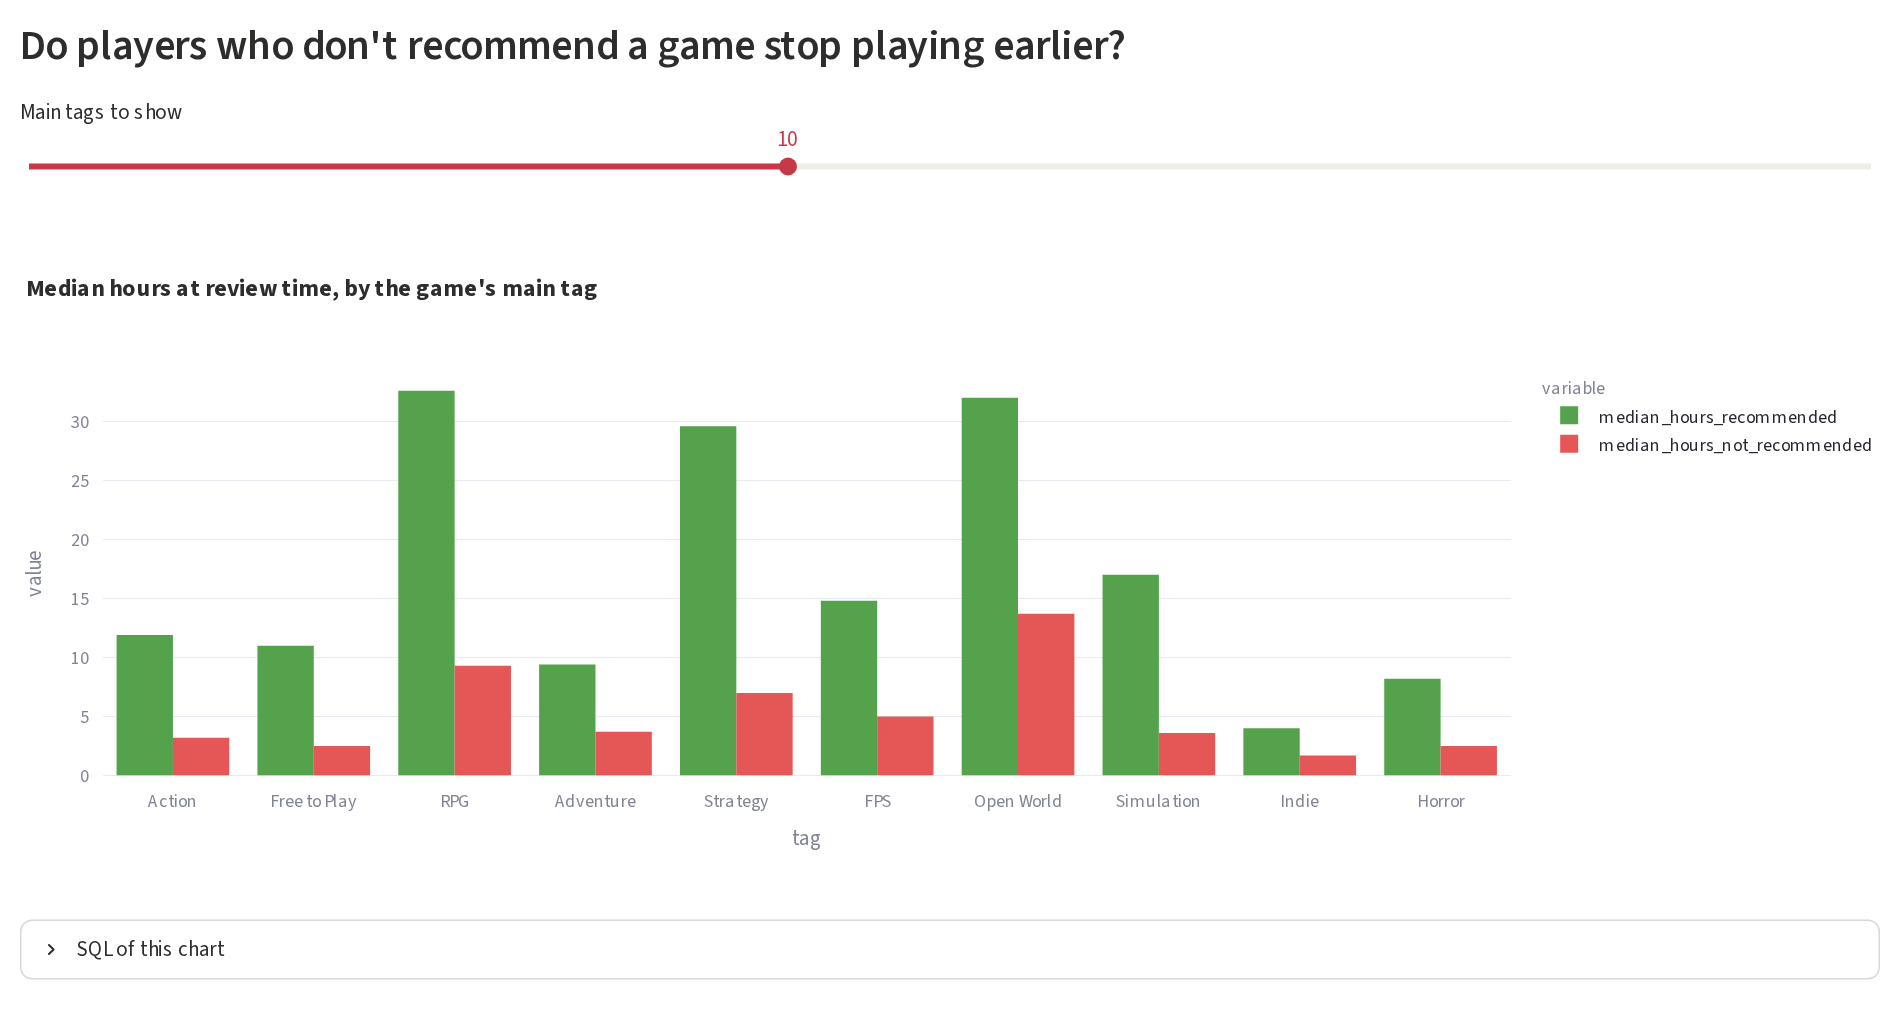 Do players who don't recommend a game stop playing earlier?
Main tags to show
10
Median hours at review time, by the game's main tag
variable
median_hours_recommended
median_hours_not_recommended
value
30
25
20
15
10
5
0
Action Free to Play RPG Adventure Strategy FPS Open World Simulation Indie Horror
tag
SQL of this chart